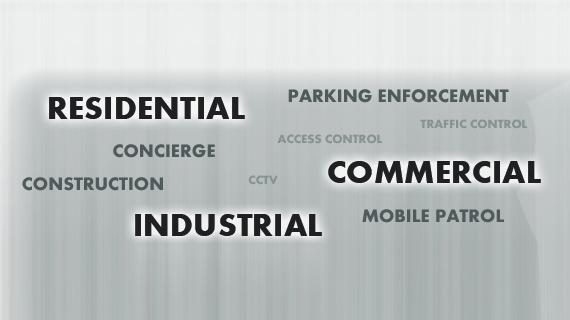 PARKING ENFORCEMENT
RESIDENTIAL
TRAFFIC CONTROL
ACCESS CONTROL
CONCIERGE
COMMERCIAL
CCTV
CONSTRUCTION
MOBILE PATROL
INDUSTRIAL